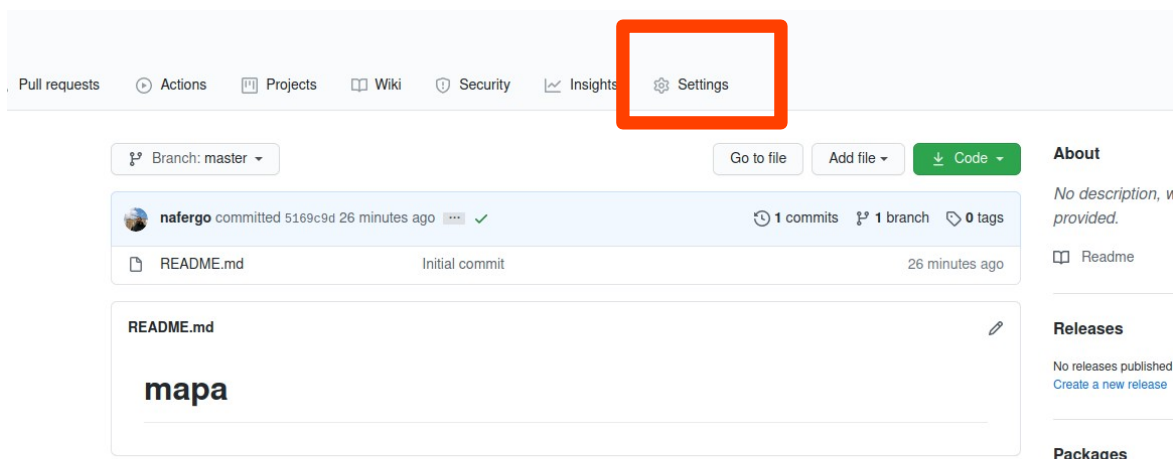 Pull requests Actions Projects Wiki Security Insights Settings
Branch: master Go to file Add file Code
nafergo committed 5169c9d 26 minutes ago ... 1 commits 1 branch 0 tags
README.md Initial commit 26 minutes ago
README.md
mapa
About
No description, w
provided.
Readme
Releases
No releases published
Create a new release
Packages